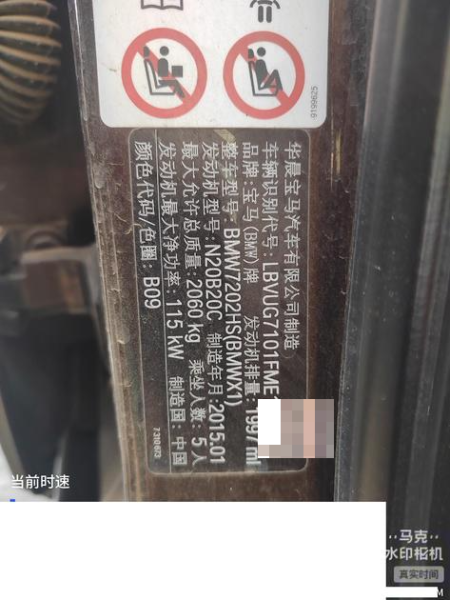 919962S
华晨宝马汽车有限公司制造
车辆识别代号: LBVUG7101FME
品牌: 宝马(BMW)牌 发动机排量: 1997ml
整车型号: BMW7202HS(BMWX1)
发动机型号: N20B20C 制造年月: 2015.01
最大允许总质量: 2060 kg 乘坐人数: 5人
发动机最大净功率: 115 kW 制造国: 中国
颜色代码/色圈: B09
当前时速
马克
水印相机
真实时间